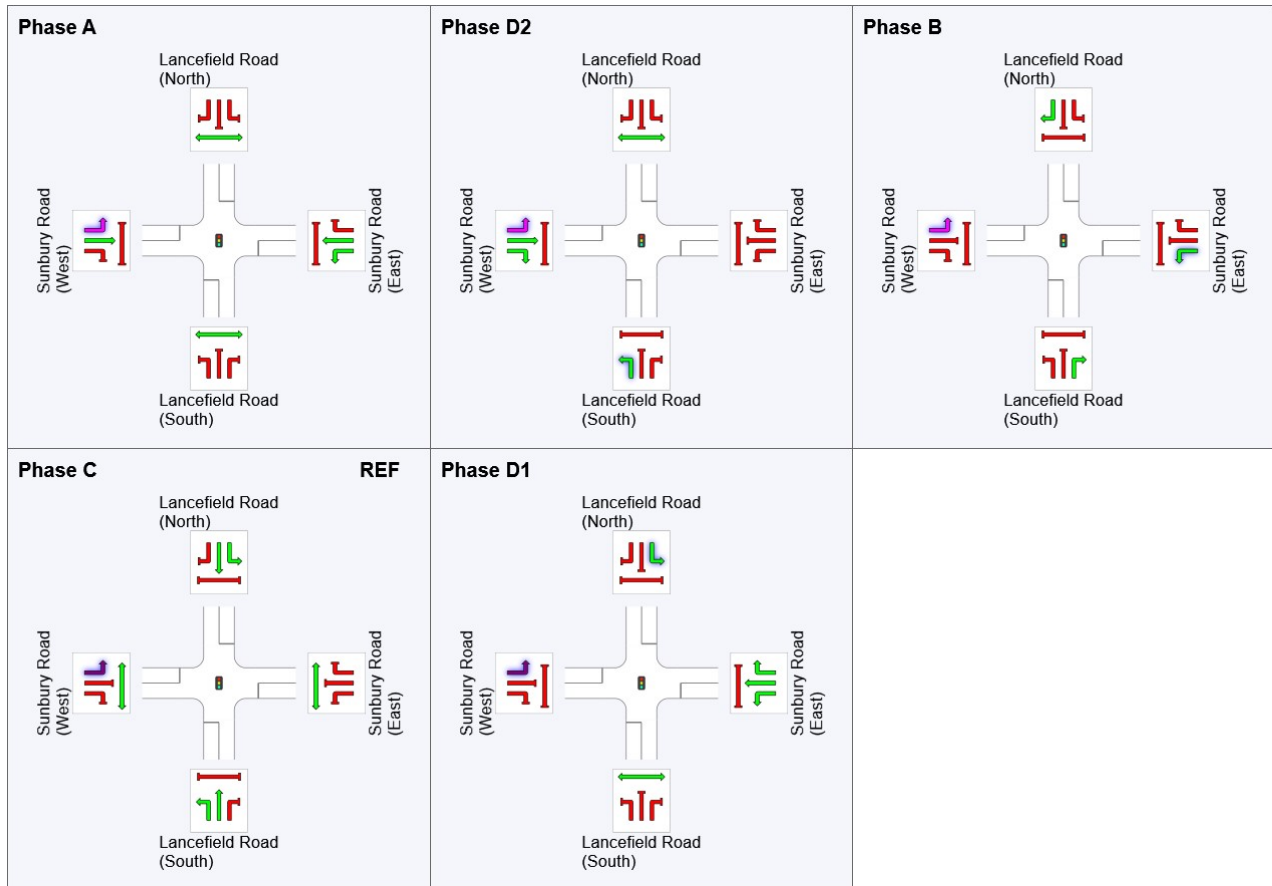 Phase A
Lancefield Road
(North)
Sunbury Road
(West)
Sunbury Road
(East)
Lancefield Road
(South)
Phase D2
Lancefield Road
(North)
Sunbury Road
(West)
Sunbury Road
(East)
Lancefield Road
(South)
Phase B
Lancefield Road
(North)
Sunbury Road
(West)
Sunbury Road
(East)
Lancefield Road
(South)
Phase C REF
Lancefield Road
(North)
Sunbury Road
(West)
Sunbury Road
(East)
Lancefield Road
(South)
Phase D1
Lancefield Road
(North)
Sunbury Road
(West)
Sunbury Road
(East)
Lancefield Road
(South)